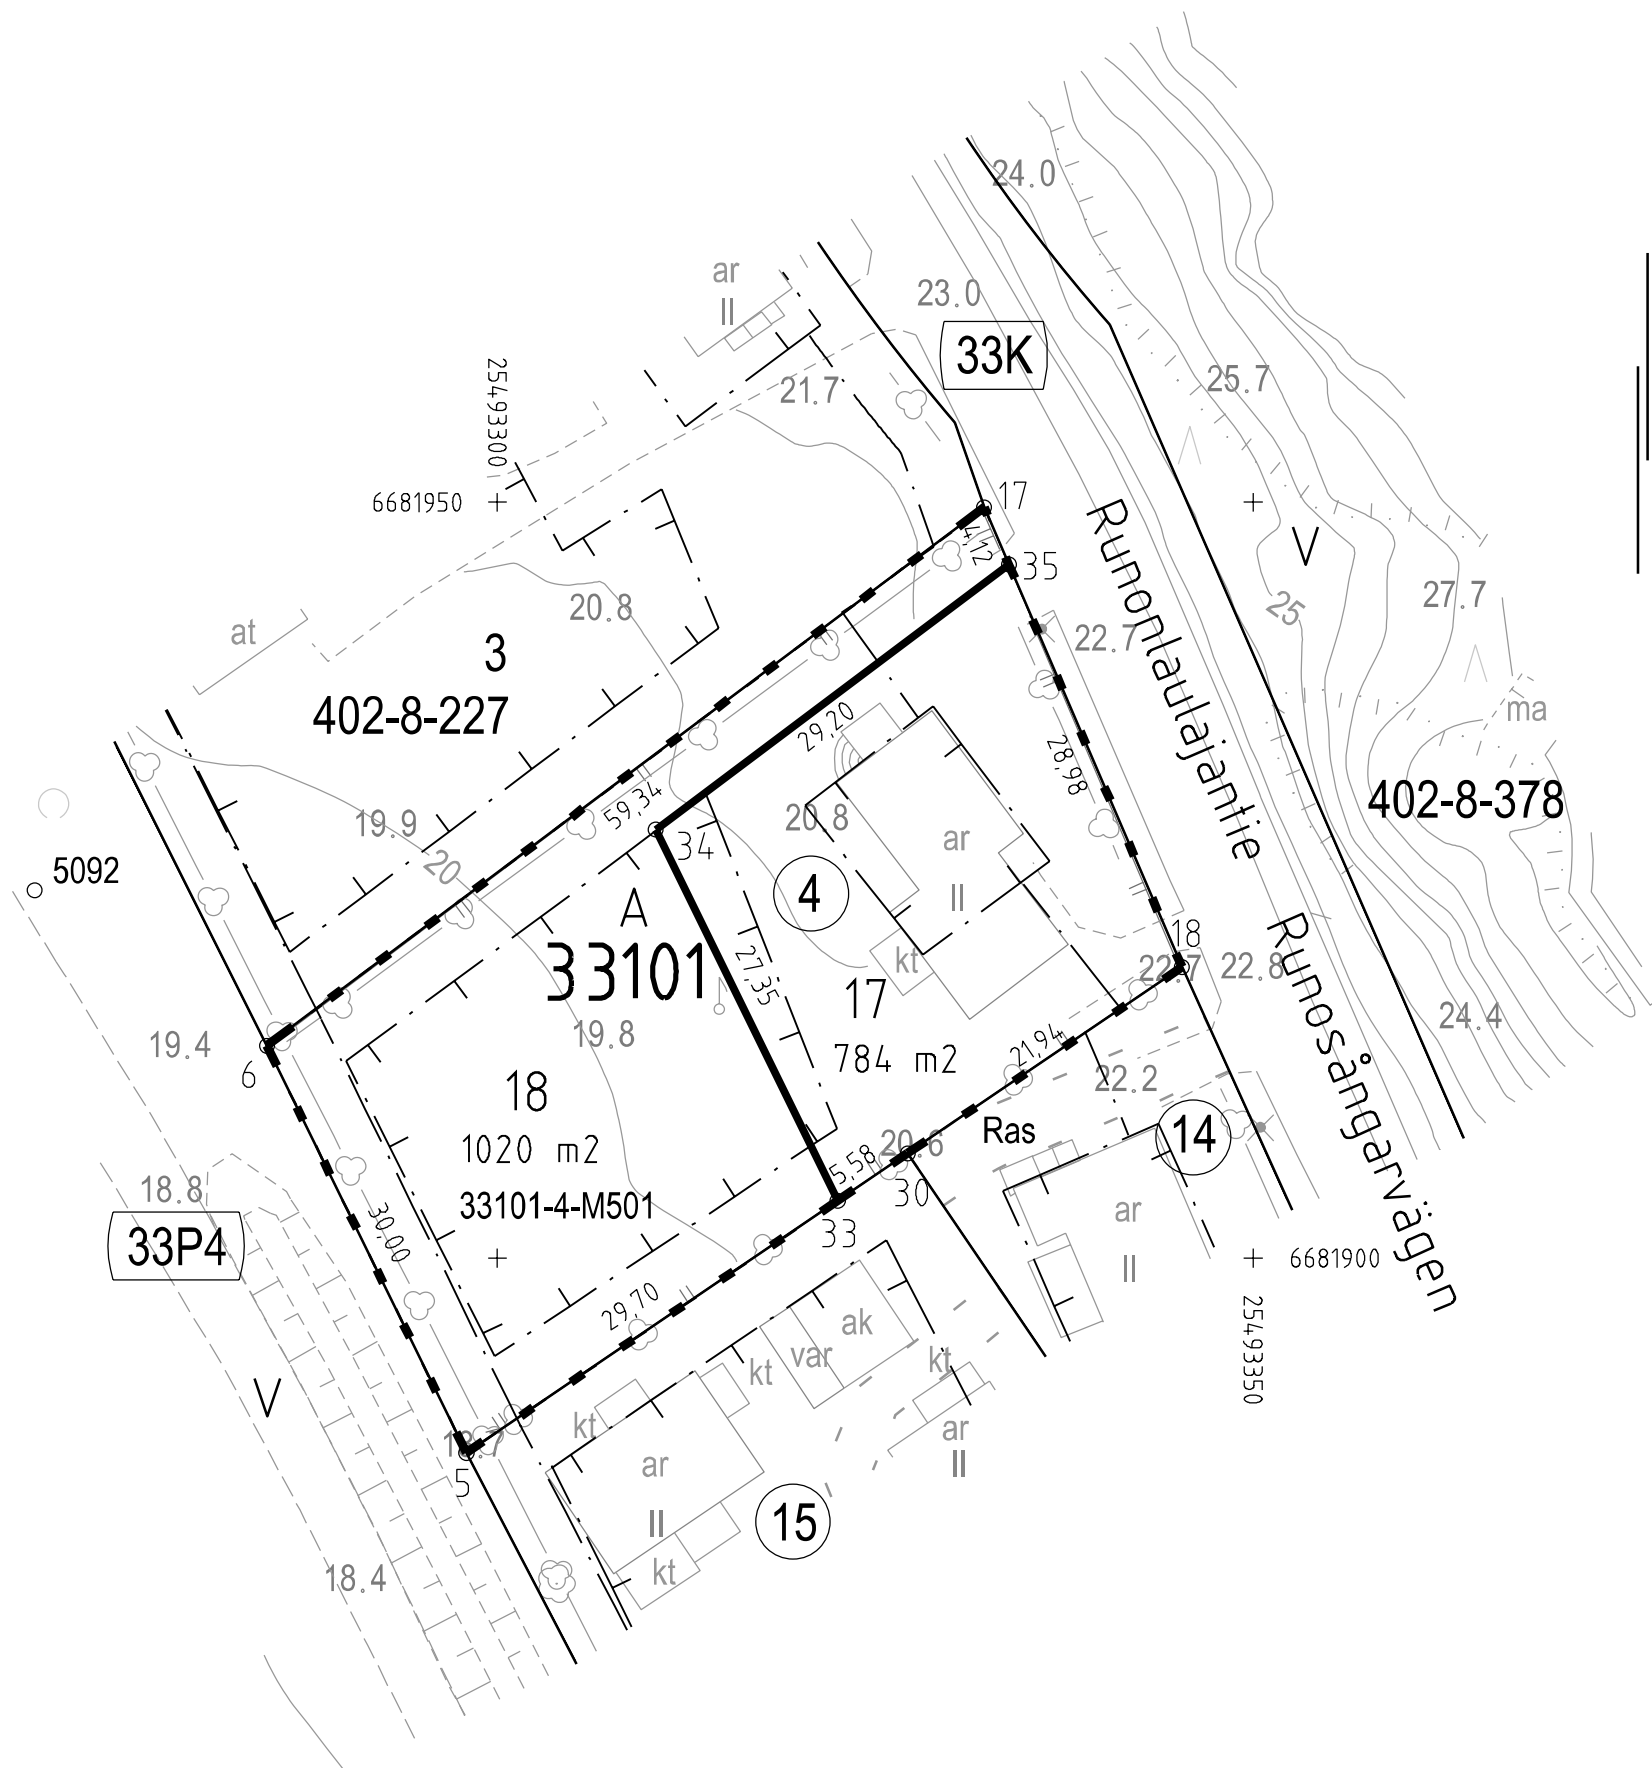 24.0
ar
II
23.0
33K
25.7
21.7
25493300
6681950
17
4,12
35
V
20.8
27.7
25
22.7
at
3
402-8-227
ma
29,20
28,98
Runonlaulajantie
402-8-378
59,34
19.9
20
20.8
34
ar
II
5092
4
A
33101
kt
18
22.7
22.8
27,35
17
24.4
19.4
19.8
6
784 m2
21,94
22.2
18
1020 m2
Ras
14
20.6
5,58
30
Runosångarvägen
18.8
33101-4-M501
33
33P4
30,00
ar
II
6681900
29,70
25493350
ak
var
kt
kt
V
kt
ar
II
18.7
5
ar
II
15
kt
18.4